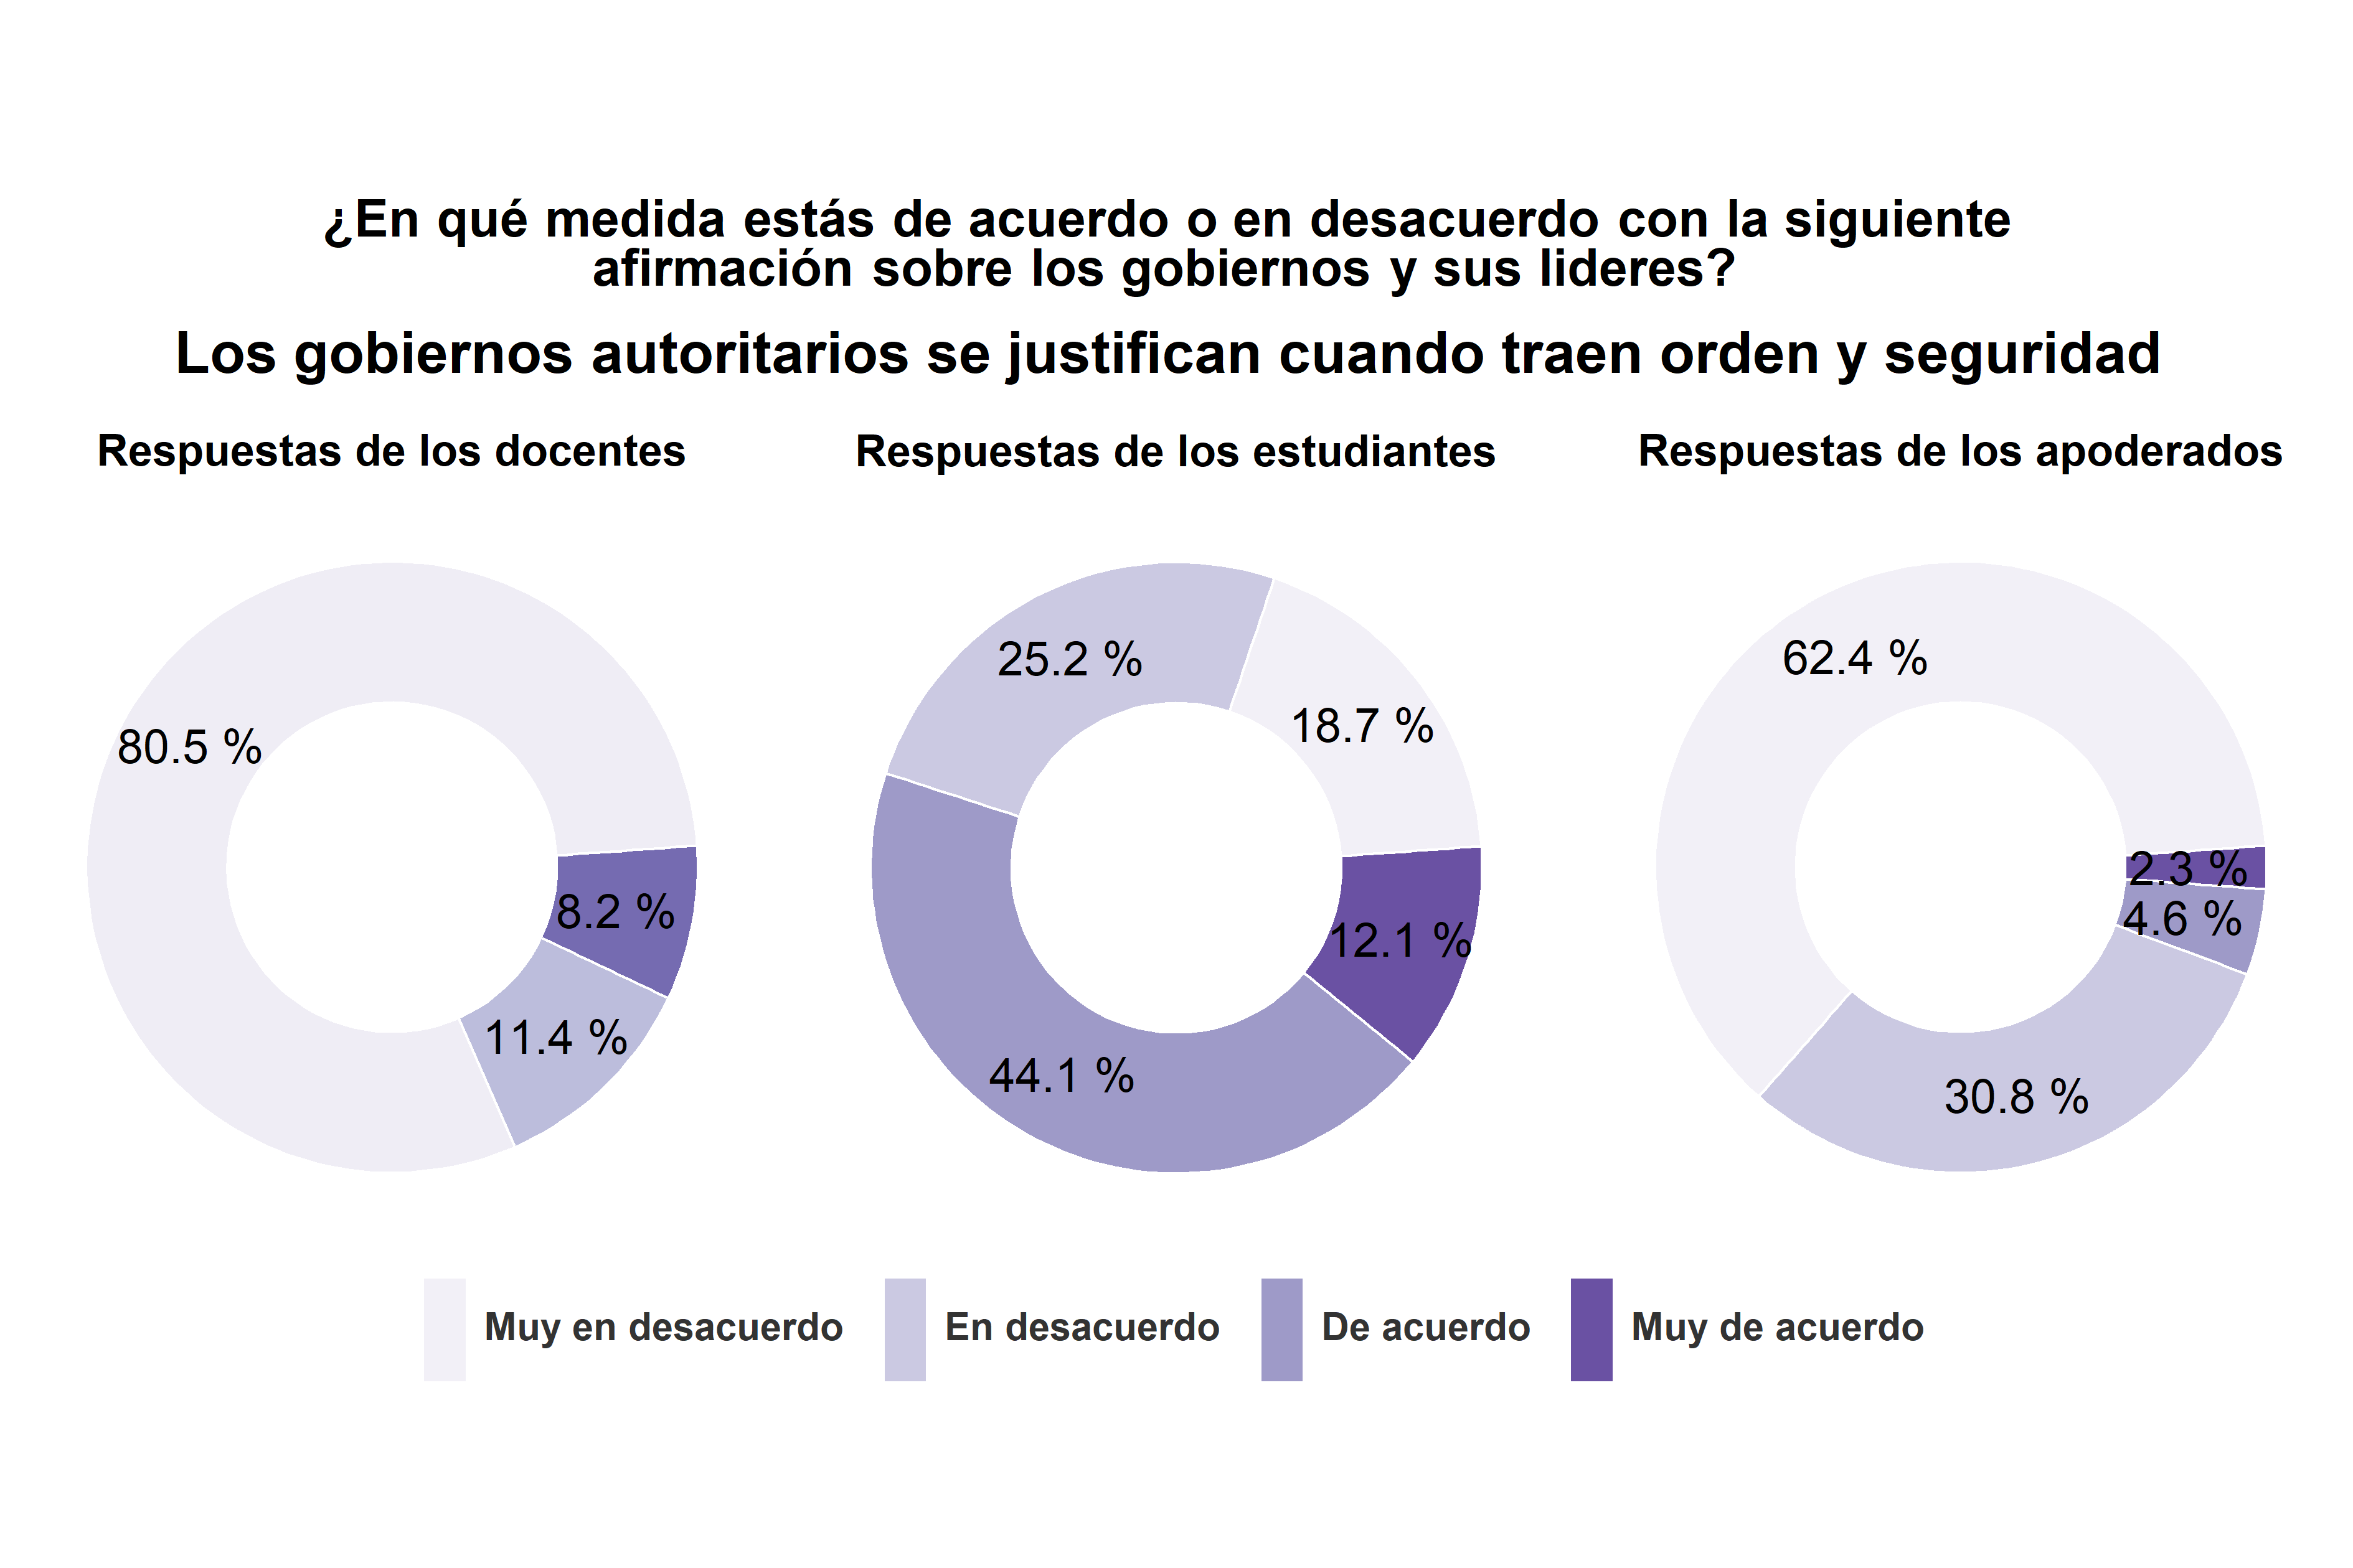 ¿En qué medida estás de acuerdo o en desacuerdo con la siguiente
afirmación sobre los gobiernos y sus lideres?
Los gobiernos autoritarios se justifican cuando traen orden y seguridad
Respuestas de los docentes
80.5 %
8.2 %
11.4 %
Respuestas de los estudiantes
25.2 %
18.7 %
12.1 %
44.1 %
Respuestas de los apoderados
62.4 %
2.3 %
4.6 %
30.8 %
Muy en desacuerdo
En desacuerdo
De acuerdo
Muy de acuerdo